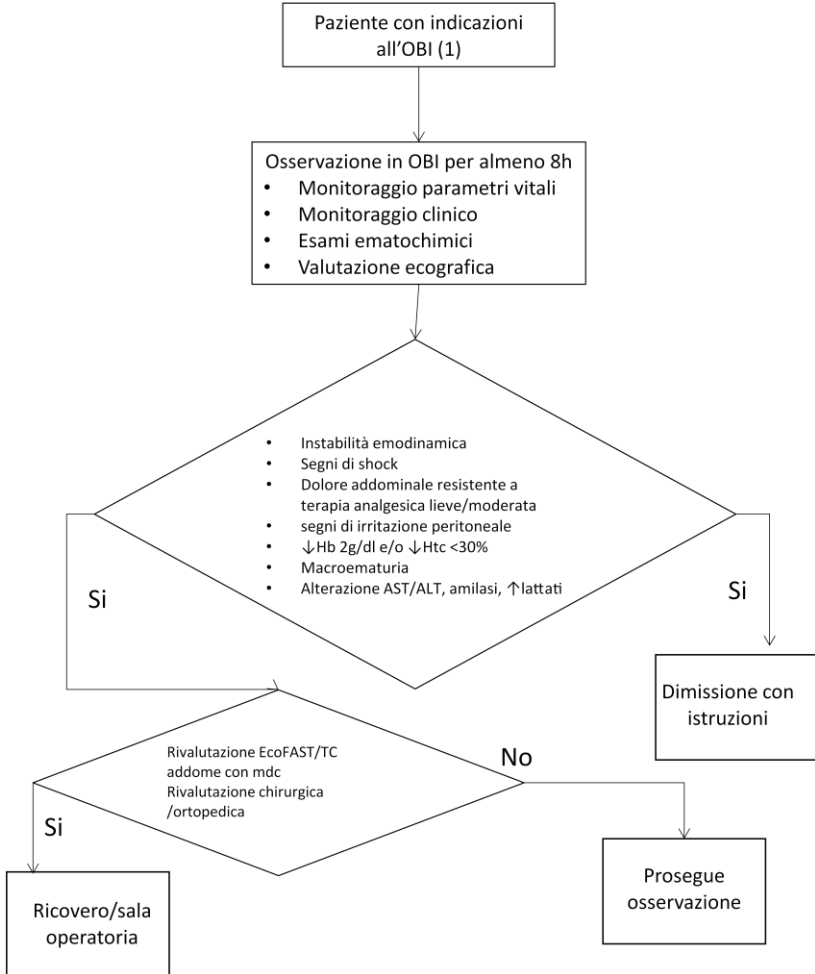 Paziente con indicazioni
all'OBI (1)
Osservazione in OBI per almeno 8h
• Monitoraggio parametri vitali
• Monitoraggio clinico
• Esami ematochimici
• Valutazione ecografica
• Instabilità emodinamica
• Segni di shock
• Dolore addominale resistente a
terapia analgesica lieve/moderata
• segni di irritazione peritoneale
• ↓Hb 2g/dl e/o ↓Htc <30%
• Macroematuria
• Alterazione AST/ALT, amilasi, ↑lattati
Si
Si
Dimissione con
istruzioni
Rivalutazione EcoFAST/TC
addome con mdc
Rivalutazione chirurgica
/ortopedica
No
Si
Prosegue
osservazione
Ricovero/sala
operatoria